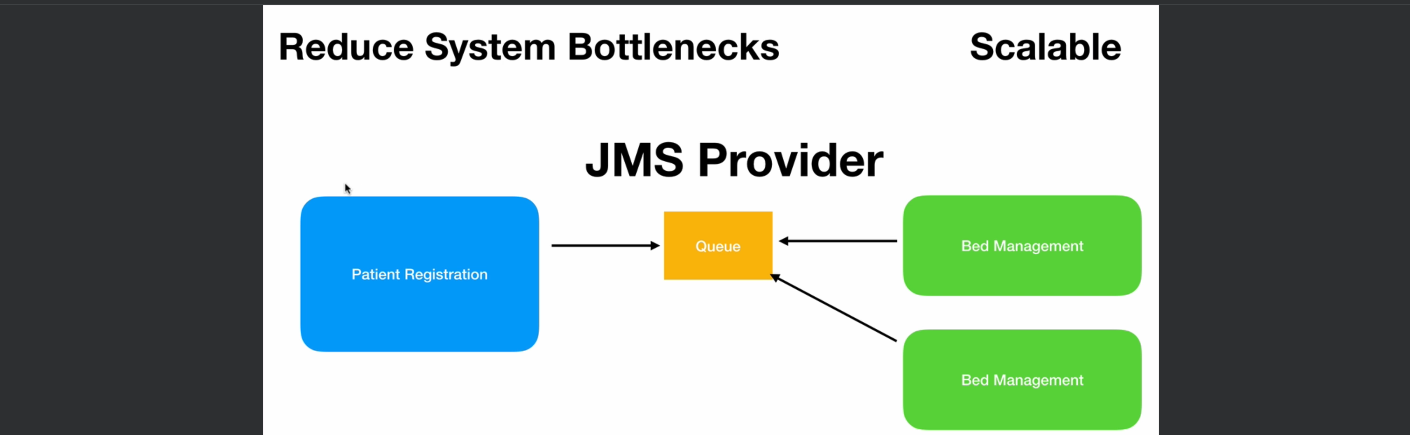 Reduce System Bottlenecks
Scalable
JMS Provider
Patient Registration
Queue
Bed Management
Bed Management